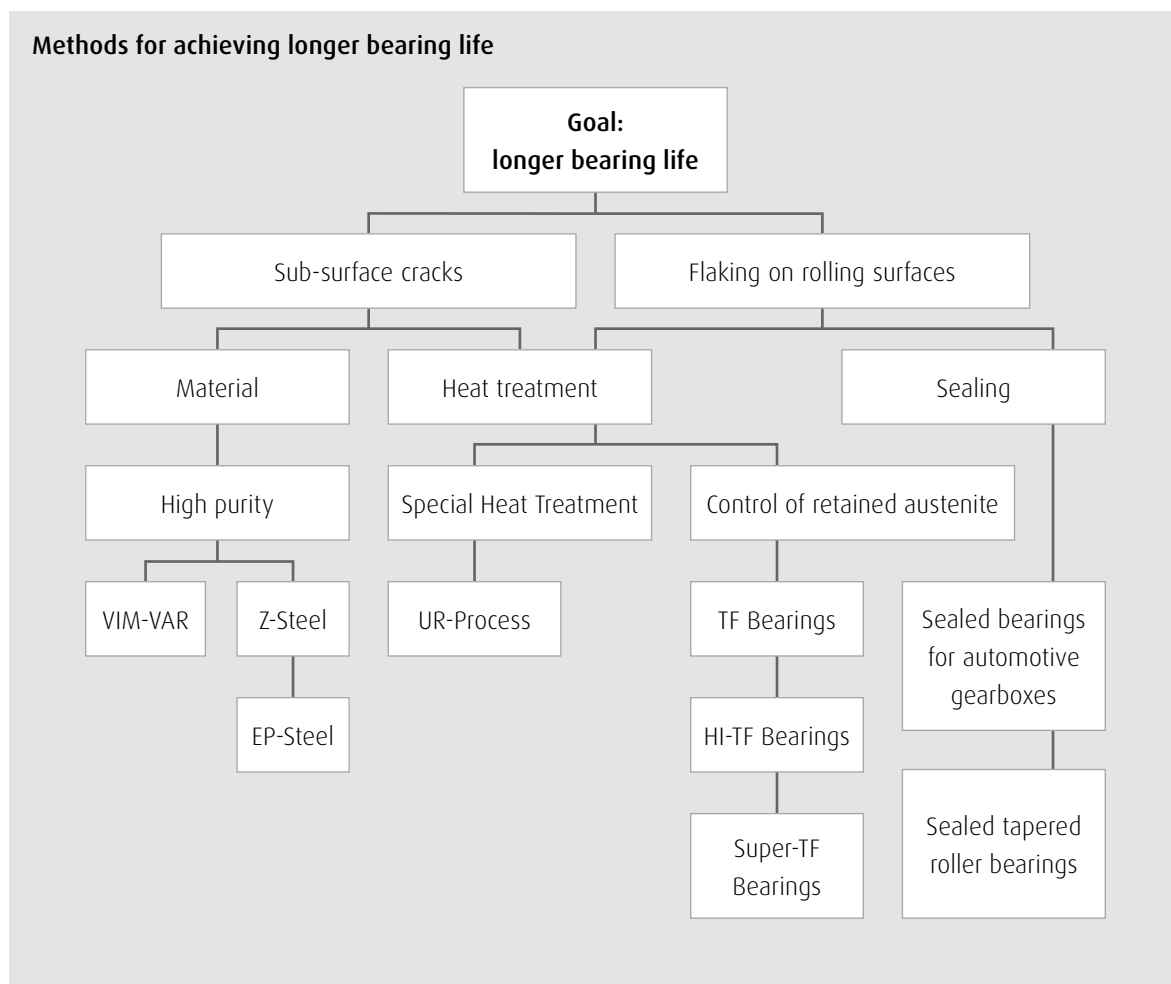 Methods for achieving longer bearing life
Goal:
longer bearing life
Sub-surface cracks
Flaking on rolling surfaces
Material
Heat treatment
Sealing
High purity
Special Heat Treatment
Control of retained austenite
VIM-VAR
Z-Steel
UR-Process
TF Bearings
Sealed bearings
for automotive
gearboxes
EP-Steel
HI-TF Bearings
Super-TF
Bearings
Sealed tapered
roller bearings